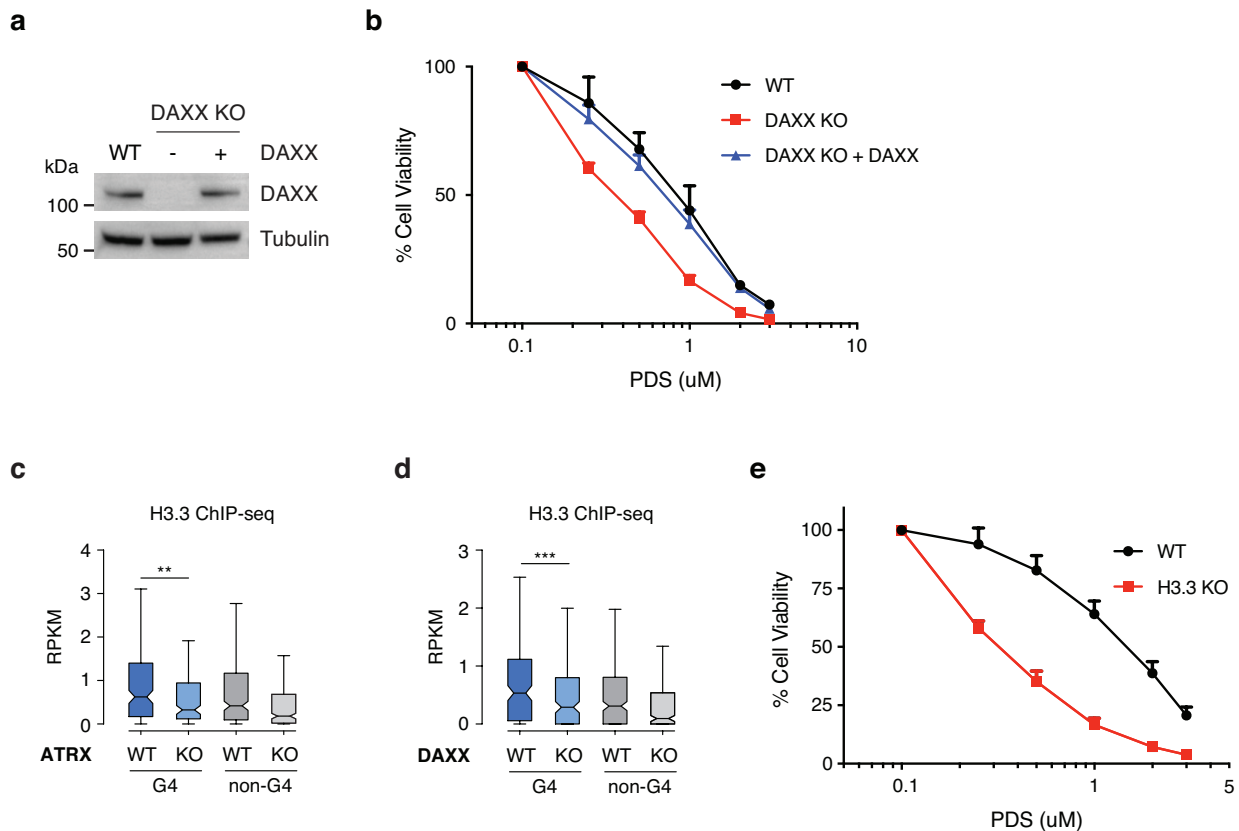 a
DAXX KO
WT - + DAXX
kDa
DAXX
100
Tubulin
50
b
% Cell Viability
100
50
0
0.1 1 10
PDS (uM)
WT
DAXX KO
DAXX KO + DAXX
c
H3.3 ChIP-seq
RPKM
4
3
2
1
0
**
ATRX WT KO WT KO
G4 non-G4
d
H3.3 ChIP-seq
RPKM
3
2
1
0
***
DAXX WT KO WT KO
G4 non-G4
e
% Cell Viability
100
75
50
25
0
0.1 1 5
PDS (uM)
WT
H3.3 KO